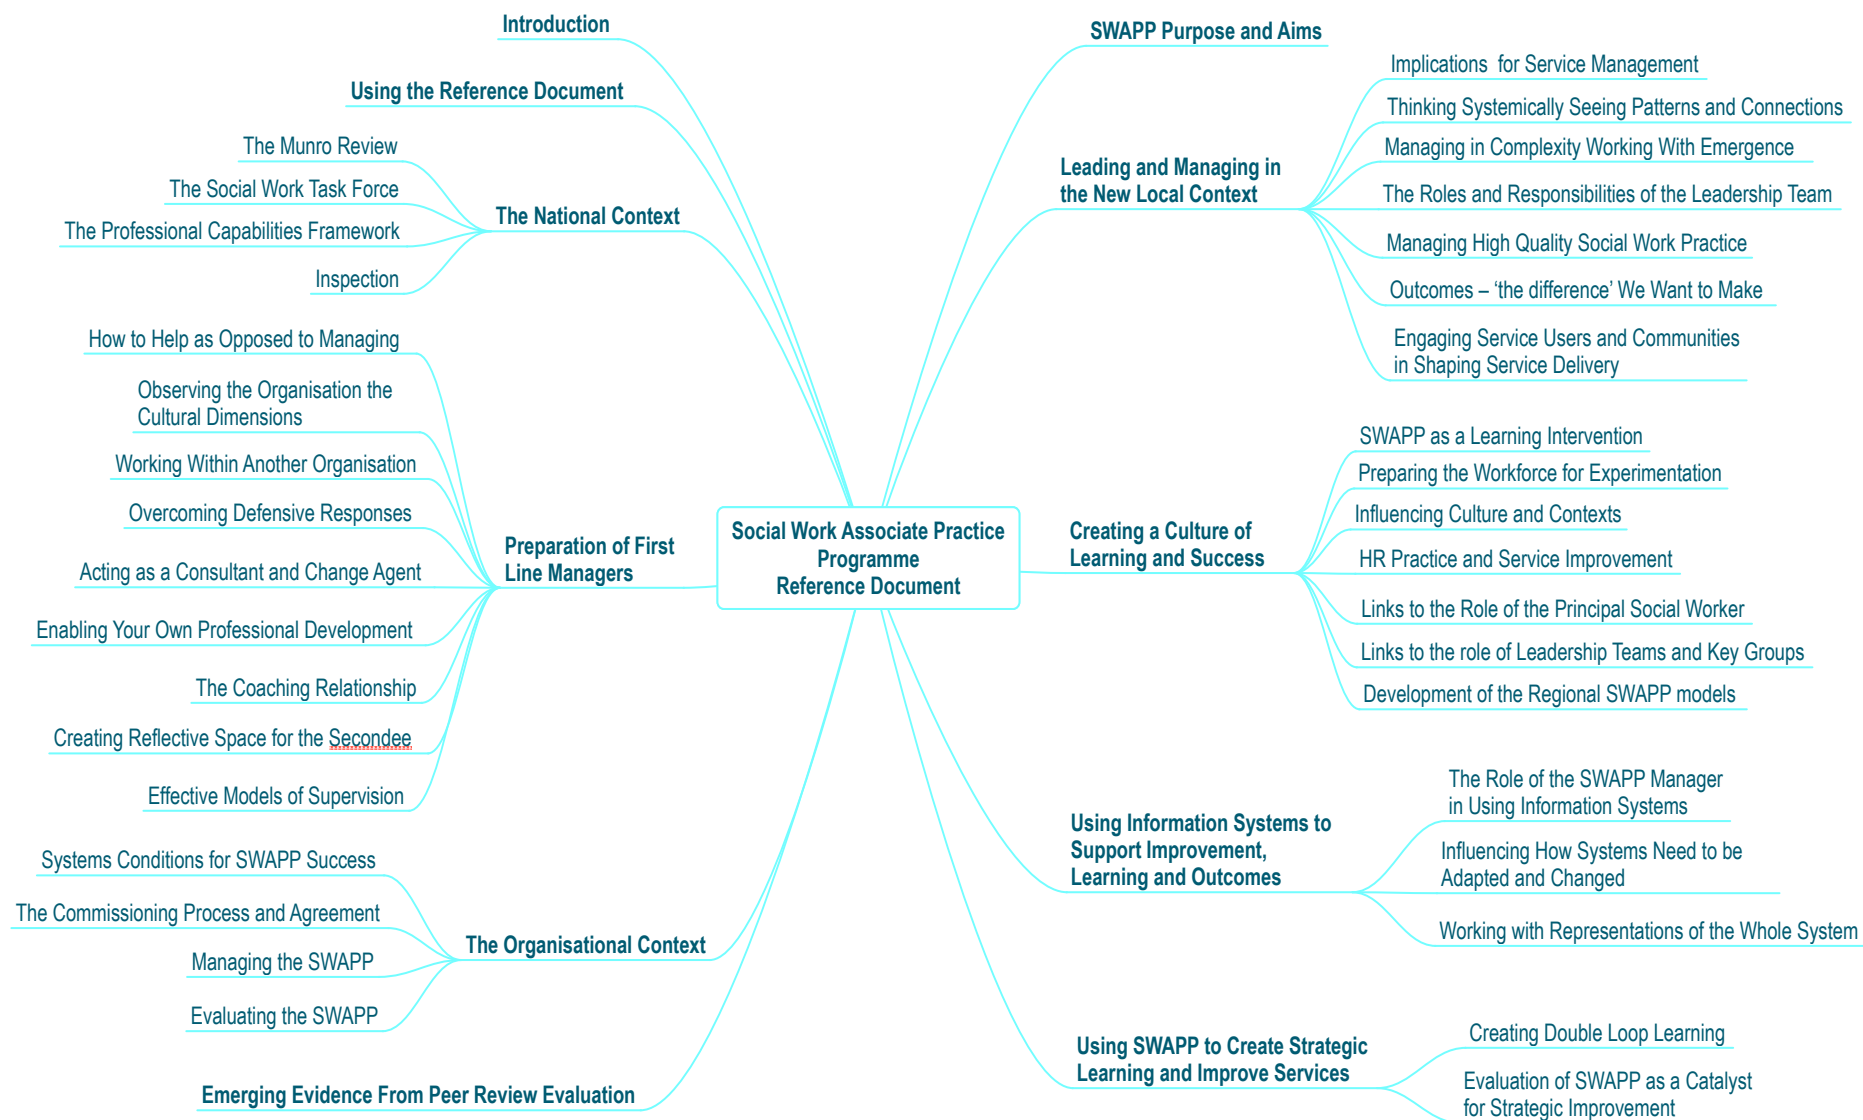 Introduction
Using the Reference Document
The Munro Review
The Social Work Task Force
The National Context
The Professional Capabilities Framework
Inspection
How to Help as Opposed to Managing
Observing the Organisation the
Cultural Dimensions
Working Within Another Organisation
Overcoming Defensive Responses
Preparation of First
Line Managers
Acting as a Consultant and Change Agent
Enabling Your Own Professional Development
The Coaching Relationship
Creating Reflective Space for the Secondee
Effective Models of Supervision
Systems Conditions for SWAPP Success
The Commissioning Process and Agreement
The Organisational Context
Managing the SWAPP
Evaluating the SWAPP
Emerging Evidence From Peer Review Evaluation
Social Work Associate Practice
Programme
Reference Document
SWAPP Purpose and Aims
Leading and Managing in
the New Local Context
Implications  for Service Management
Thinking Systemically Seeing Patterns and Connections
Managing in Complexity Working With Emergence
The Roles and Responsibilities of the Leadership Team
Managing High Quality Social Work Practice
Outcomes – ‘the difference’ We Want to Make
Engaging Service Users and Communities
in Shaping Service Delivery
Creating a Culture of
Learning and Success
SWAPP as a Learning Intervention
Preparing the Workforce for Experimentation
Influencing Culture and Contexts
HR Practice and Service Improvement
Links to the Role of the Principal Social Worker
Links to the role of Leadership Teams and Key Groups
Development of the Regional SWAPP models
Using Information Systems to
Support Improvement,
Learning and Outcomes
The Role of the SWAPP Manager
in Using Information Systems
Influencing How Systems Need to be
Adapted and Changed
Working with Representations of the Whole System
Using SWAPP to Create Strategic
Learning and Improve Services
Creating Double Loop Learning
Evaluation of SWAPP as a Catalyst
for Strategic Improvement